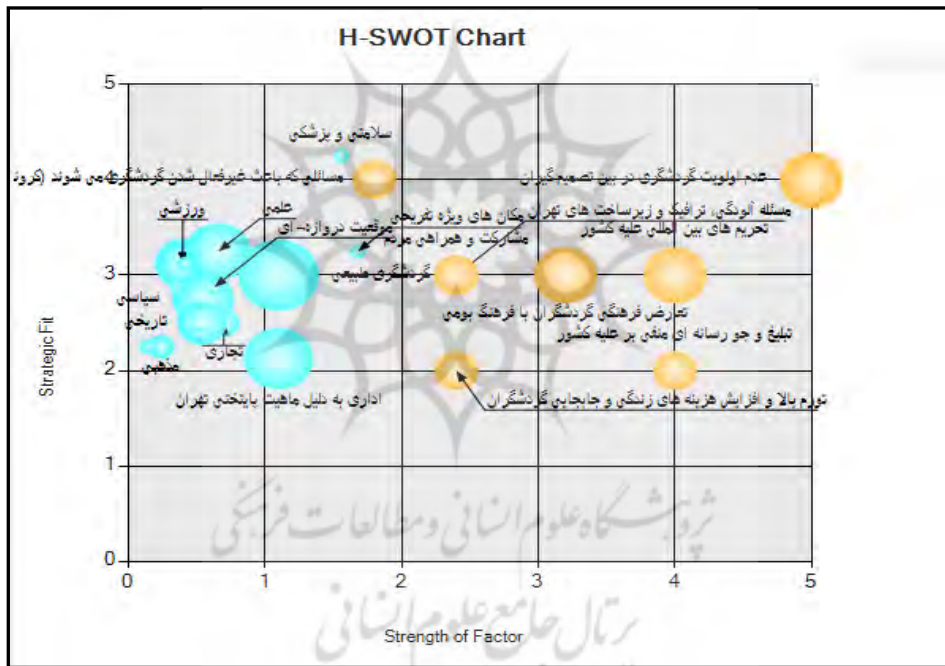 H-SWOT Chart
5
سلامتی و پزشکی
4
مسائلی که باعث غیرفعال شدن گردشگری می شوند (کرونا
عدم اولویت گردشگری در بین تصمیم گیران
ورزشی
علمی
مکان های ویژه تفریحی
مسئله آلودگی، ترافیک و زیرساخت های تهران
موقعیت دروازه- ای
مشارکت و همراهی مردم
تحریم های بین المللی علیه کشور
3
گردشگری طبیعی
سیاسی
تعارض فرهنگی گردشگران با فرهنگ بومی
تاریخی
تجاری
تبلیغ و جو رسانه ای منفی بر علیه کشور
مذهبی
2
اداری به دلیل ماهیت پایتختی تهران
تورم بالا و افزایش هزینه های زندگی و جابجایی گردشگران
1
0
0 1 2 3 4 5
StrategicFit
Strength of Factor
پژوهشگاه علوم انسانی و مطالعات فرهنگی
پرتال جامع علوم انسانی